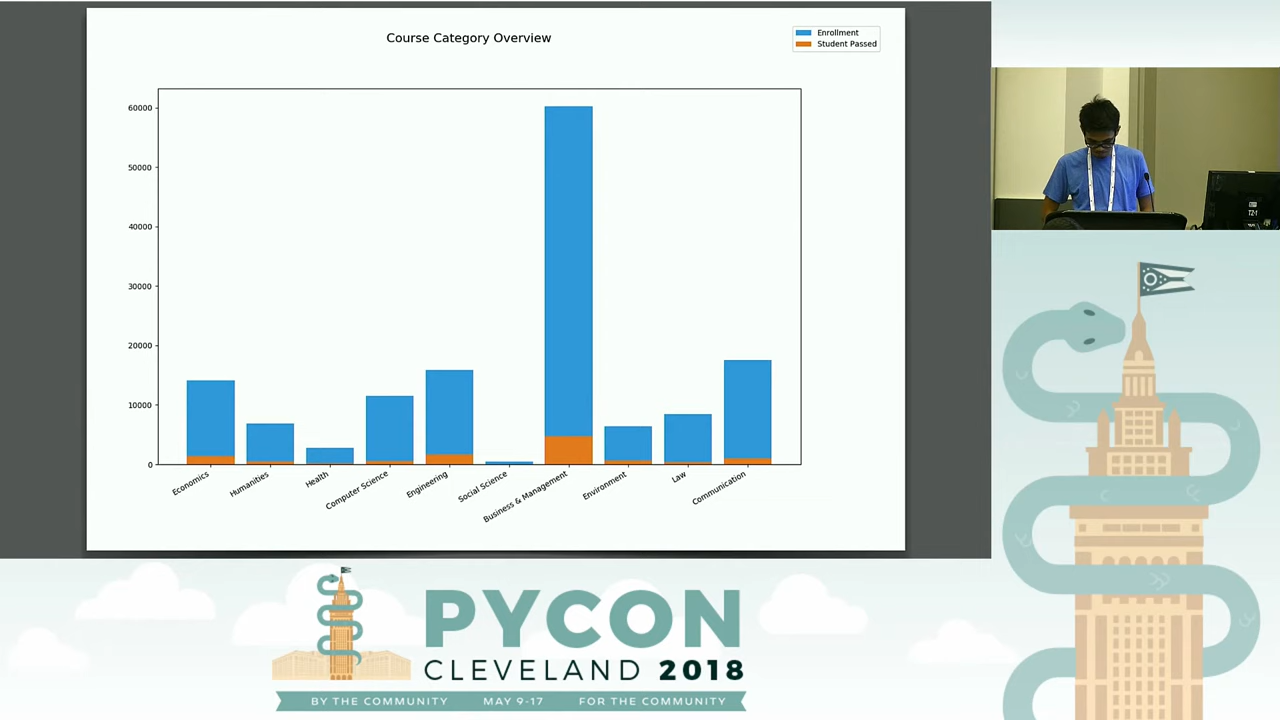 Course Category Overview
Enrollment
Student Passed
60000
50000
40000
30000
20000
10000
0
Economics
Humanities
Health
Computer Science
Engineering
Social Science
Business & Management
Environment
Law
Communication
PYCON
CLEVELAND 2018
BY THE COMMUNITY MAY 9-17 FOR THE COMMUNITY